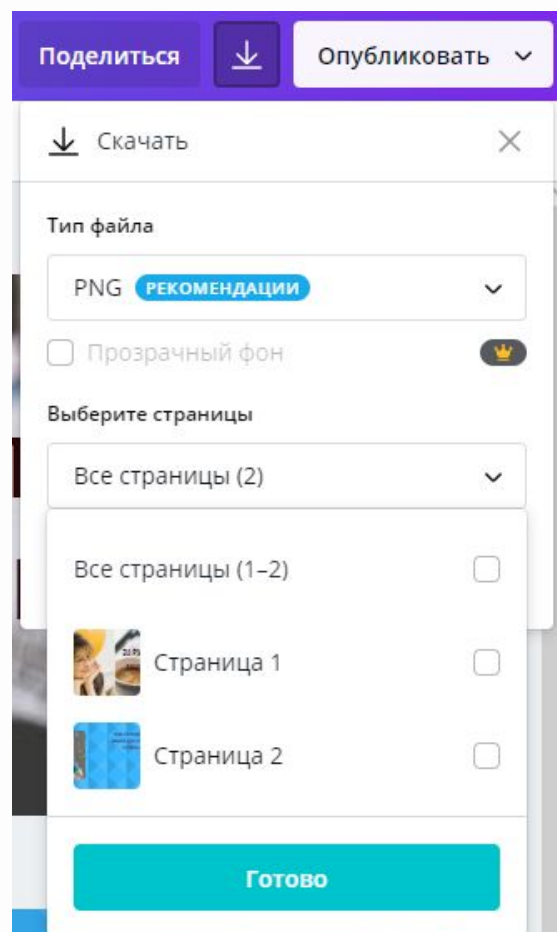 Поделиться
Опубликовать
Скачать
Тип файла
PNG РЕКОМЕНДАЦИИ
Прозрачный фон
Выберите страницы
Все страницы (2)
Все страницы (1–2)
Страница 1
Страница 2
Готово